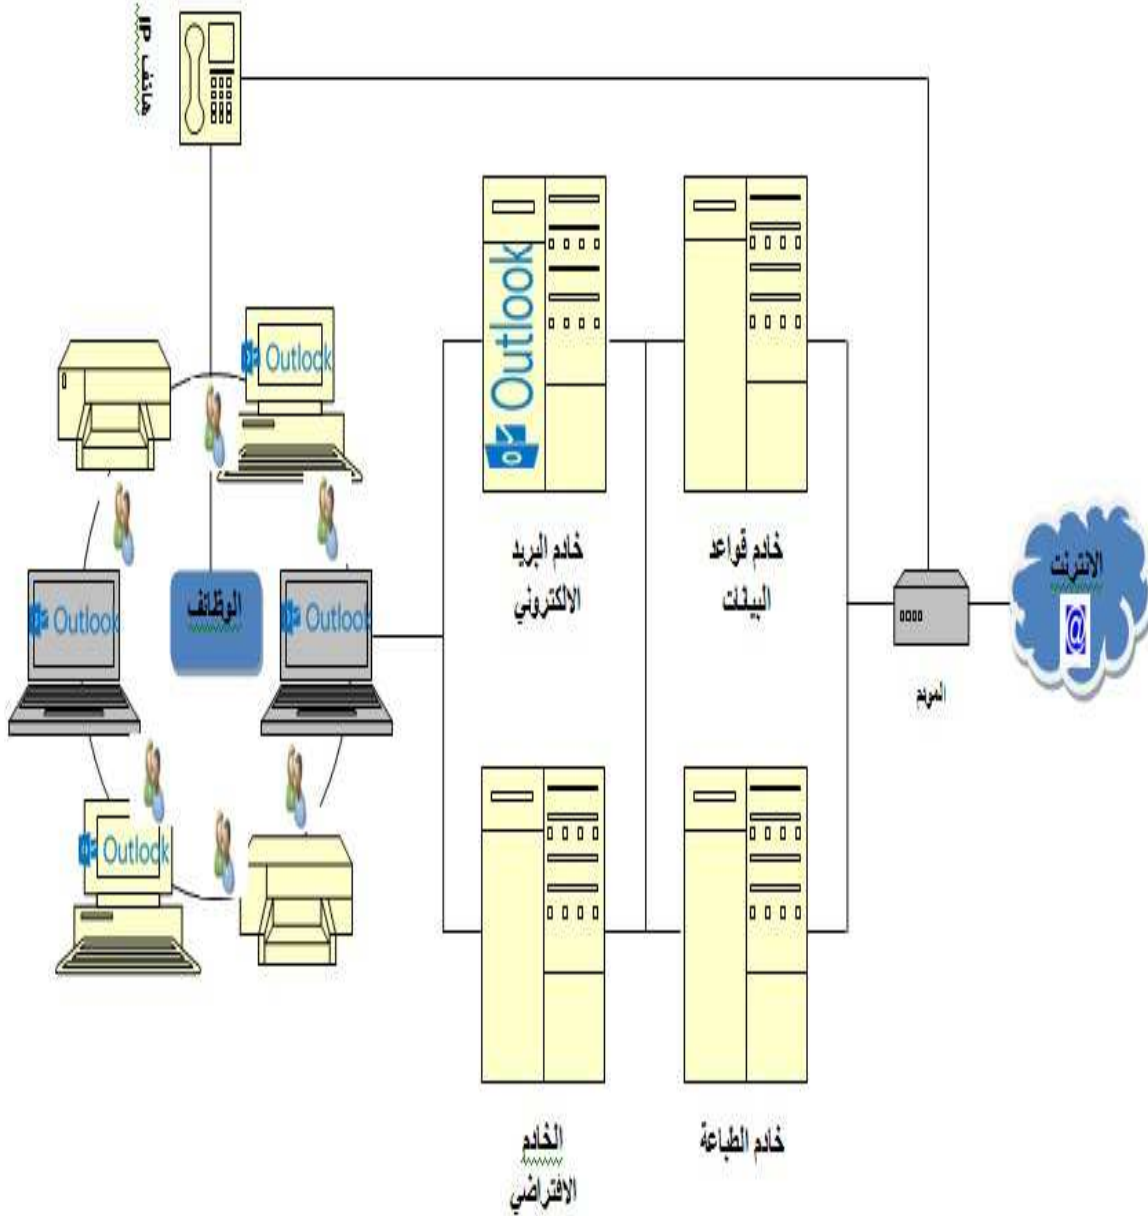 هاتف IP
Outlook
Outlook
خادم البريد
الالكتروني
خادم قواعد
البيانات
الانترنت
@
Outlook
الوظائف
Outlook
المودم
Outlook
الخادم
الافتراضي
خادم الطباعة